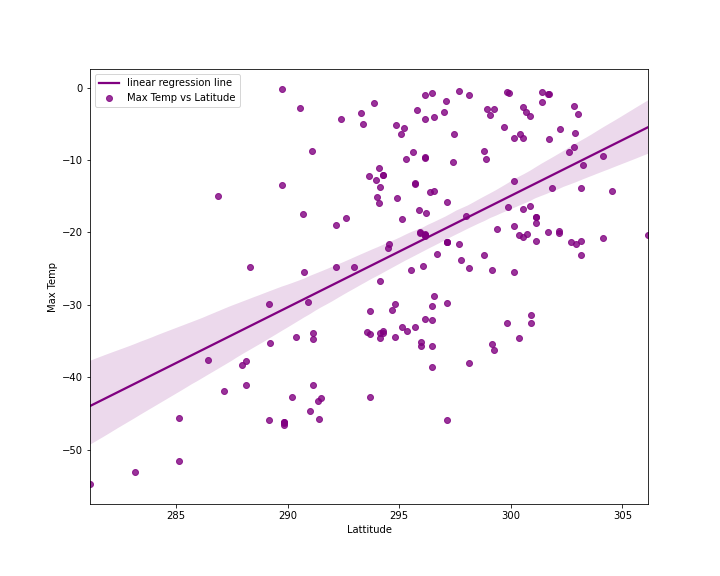 linear regression line
Max Temp vs Latitude
0
−10
−20
−30
−40
−50
Max Temp
285
290
295
300
305
Lattitude